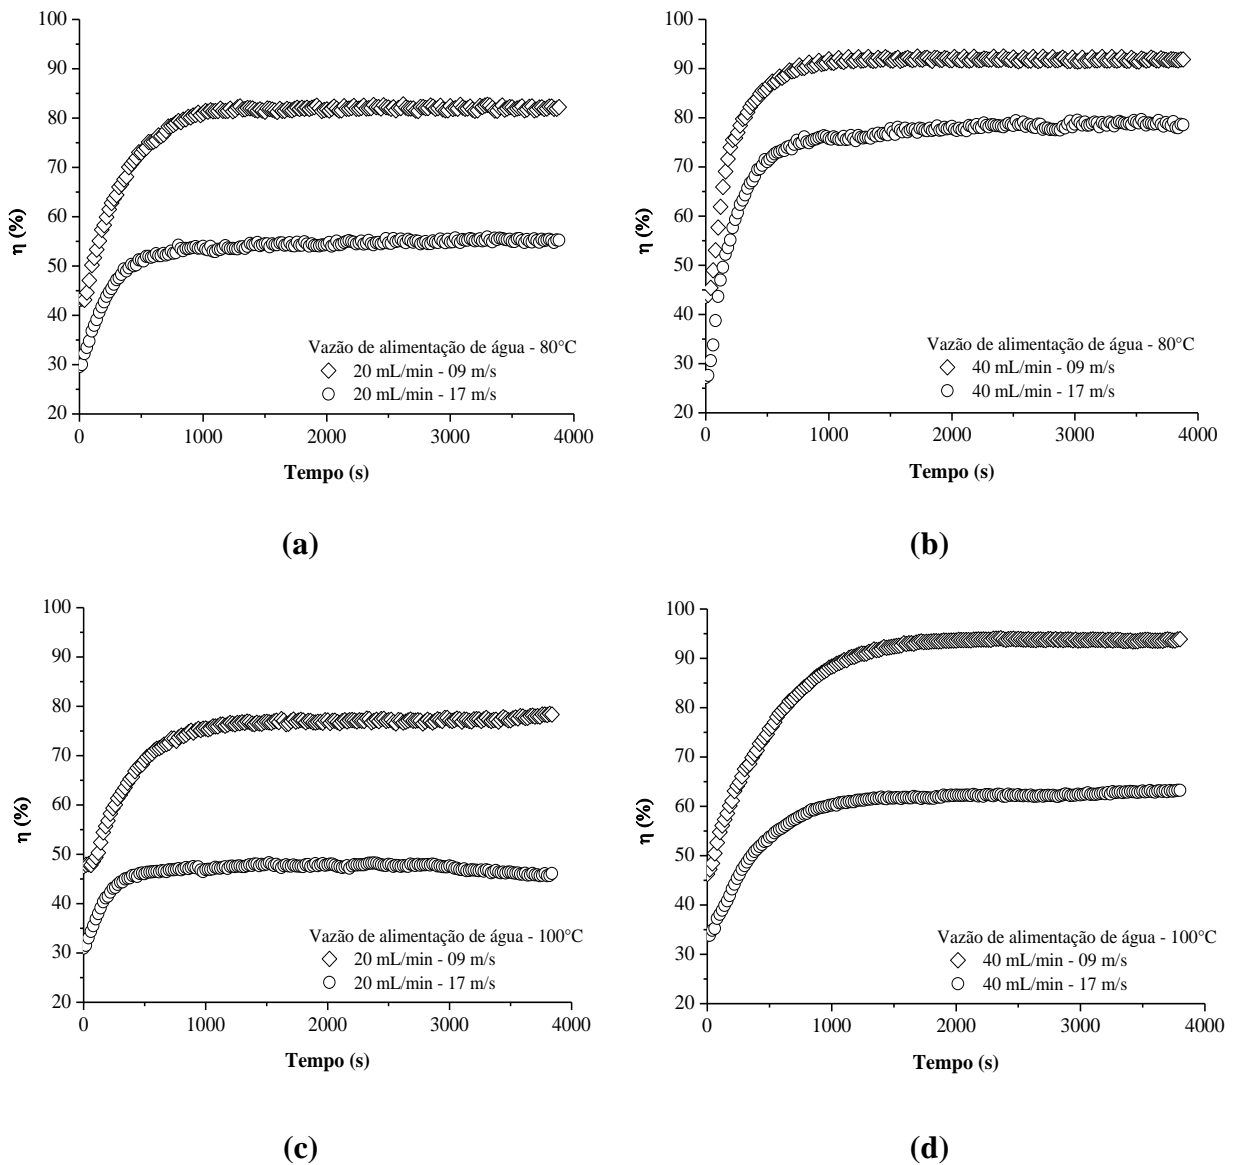 100
90
80
70
60
50
40
30
20
η (%)
Vazão de alimentação de água - 80°C
20 mL/min - 09 m/s
20 mL/min - 17 m/s
0
1000
2000
3000
4000
Tempo (s)
(a)
100
90
80
70
60
50
40
30
20
η (%)
Vazão de alimentação de água - 80°C
40 mL/min - 09 m/s
40 mL/min - 17 m/s
0
1000
2000
3000
4000
Tempo (s)
(b)
100
90
80
70
60
50
40
30
20
η (%)
Vazão de alimentação de água - 100°C
20 mL/min - 09 m/s
20 mL/min - 17 m/s
0
1000
2000
3000
4000
Tempo (s)
(c)
100
90
80
70
60
50
40
30
20
η (%)
Vazão de alimentação de água - 100°C
40 mL/min - 09 m/s
40 mL/min - 17 m/s
0
1000
2000
3000
4000
Tempo (s)
(d)